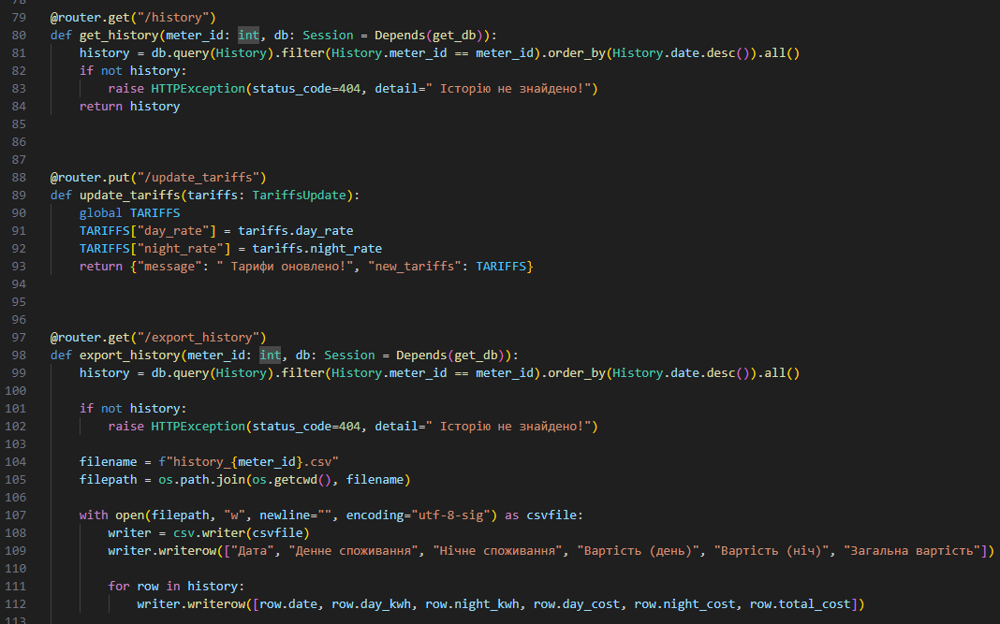 78
79 @router.get("/history")
80 def get_history(meter_id: int, db: Session = Depends(get_db)):
81     history = db.query(History).filter(History.meter_id == meter_id).order_by(History.date.desc()).all()
82     if not history:
83         raise HTTPException(status_code=404, detail=" Історію не знайдено!")
84     return history
85
86
87
88 @router.put("/update_tariffs")
89 def update_tariffs(tariffs: TariffsUpdate):
90     global TARIFFS
91     TARIFFS["day_rate"] = tariffs.day_rate
92     TARIFFS["night_rate"] = tariffs.night_rate
93     return {"message": " Тарифи оновлено!", "new_tariffs": TARIFFS}
94
95
96
97 @router.get("/export_history")
98 def export_history(meter_id: int, db: Session = Depends(get_db)):
99     history = db.query(History).filter(History.meter_id == meter_id).order_by(History.date.desc()).all()
100
101     if not history:
102         raise HTTPException(status_code=404, detail=" Історію не знайдено!")
103
104     filename = f"history_{meter_id}.csv"
105     filepath = os.path.join(os.getcwd(), filename)
106
107     with open(filepath, "w", newline="", encoding="utf-8-sig") as csvfile:
108         writer = csv.writer(csvfile)
109         writer.writerow(["Дата", "Денне споживання", "Нічне споживання", "Вартість (день)", "Вартість (ніч)", "Загальна вартість"])
110
111         for row in history:
112             writer.writerow([row.date, row.day_kwh, row.night_kwh, row.day_cost, row.night_cost, row.total_cost])
113